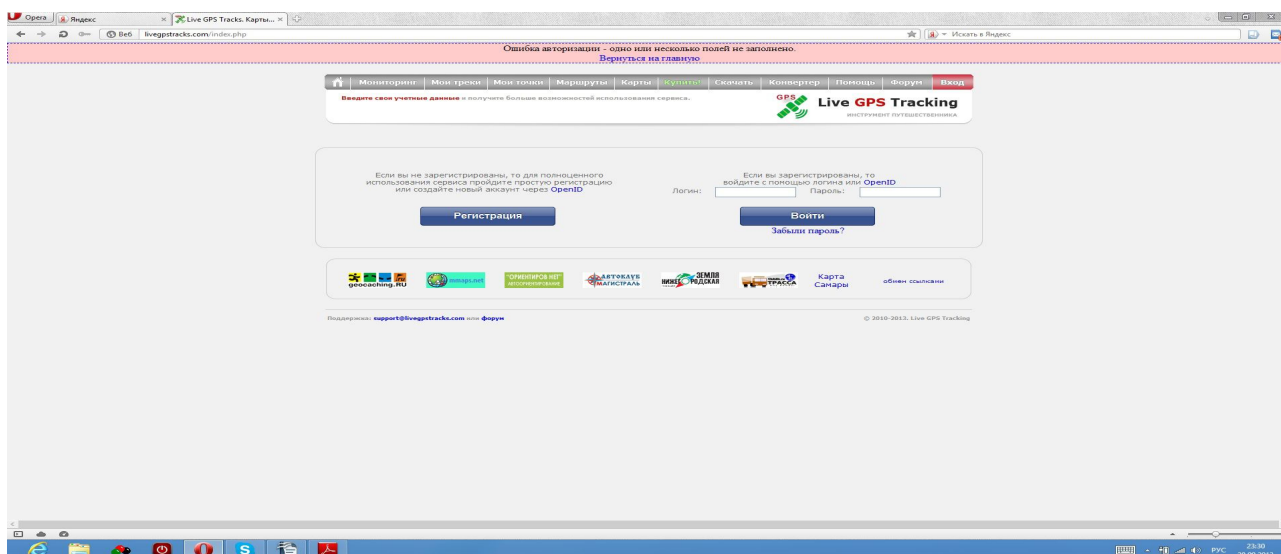 Opera
Яндекс
Live GPS Tracks. Карты...
Веб
livegpstracks.com/index.php
Искать в Яндекс
Ошибка авторизации - одно или несколько полей не заполнено.
Вернуться на главную
Мониторинг Мои треки Мои точки Маршруты Карты Купить! Скачать Конвертер Помощь Форум Вход
Введите свои учетные данные и получите больше возможностей использования сервиса.
GPS
Live GPS Tracking
ИНСТРУМЕНТ ПУТЕШЕСТВЕННИКА
Если вы не зарегистрированы, то для полноценного
использования сервиса пройдите простую регистрацию
или создайте новый аккаунт через OpenID
Регистрация
Если вы зарегистрированы, то
войдите с помощью логина или OpenID
Логин: Пароль:
Войти
Забыли пароль?
geocaching.RU
"ОРИЕНТИРОВ НЕТ"
АВТООРИЕНТИРОВАНИЕ
АВТОКЛУБ
МАГИСТРАЛЬ
ЗЕМЛЯ
НИЖЕГОРОДСКАЯ
ТРАССА
Карта
Самары
обмен ссылками
Поддержка: support@livegpstracks.com или форум
© 2010-2013. Live GPS Tracking
РУС
23:30